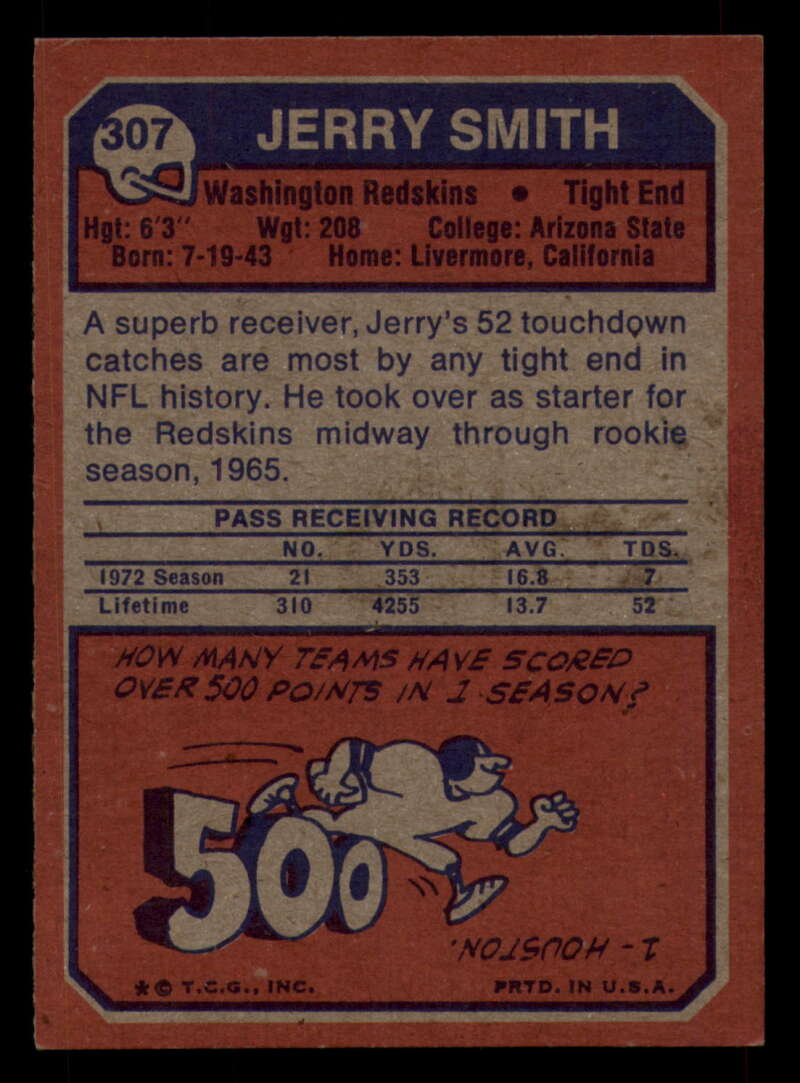 307
JERRY SMITH
Washington Redskins • Tight End
Hgt: 6'3" Wgt: 208 College: Arizona State
Born: 7-19-43 Home: Livermore, California
A superb receiver, Jerry's 52 touchdown
catches are most by any tight end in
NFL history. He took over as starter for
the Redskins midway through rookie
season, 1965.
PASS RECEIVING RECORD
NO. YDS. AVG. TDS.
1972 Season 21 353 16.8 7
Lifetime 310 4255 13.7 52
HOW MANY TEAMS HAVE SCORED
OVER 500 POINTS IN 1 SEASON?
500
1 - HOUSTON.
*© T.C.G., INC. PRTD. IN U.S.A.